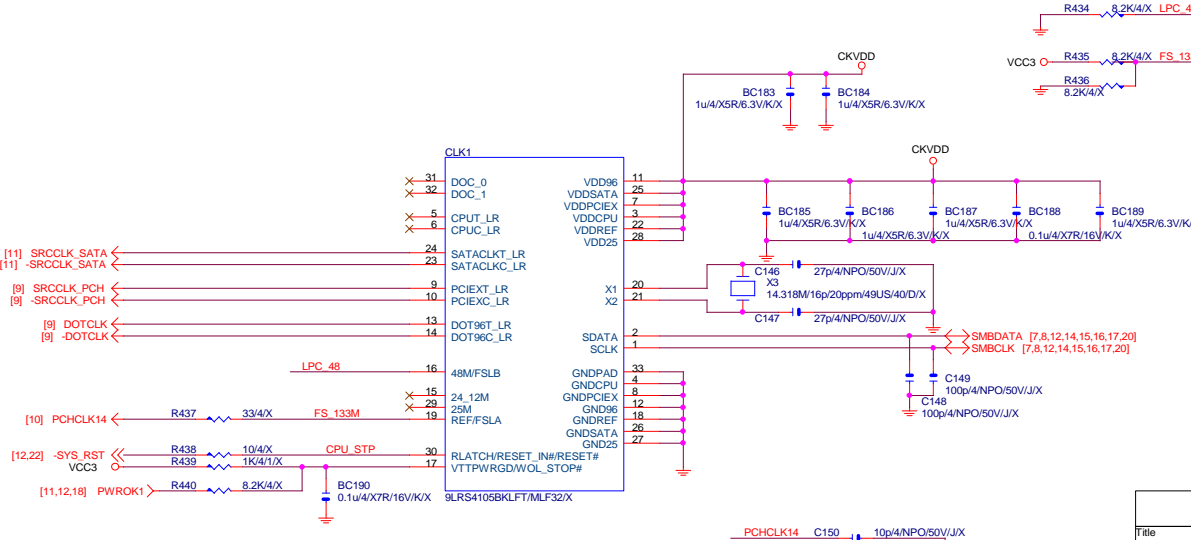 R434 8.2K/4/X LPC_4
VCC3 R435 8.2K/4/X FS_13
R436
8.2K/4/X
CKVDD
BC183
1u/4/X5R/6.3V/K/X
BC184
1u/4/X5R/6.3V/K/X
CLK1
CKVDD
31 DOC_0
32 DOC_1
5 CPUT_LR
6 CPUC_LR
[11] SRCCLK_SATA 24 SATACLKT_LR
[11] -SRCCLK_SATA 23 SATACLKC_LR
[9] SRCCLK_PCH 9 PCIEXT_LR
[9] -SRCCLK_PCH 10 PCIEXC_LR
[9] DOTCLK 13 DOT96T_LR
[9] -DOTCLK 14 DOT96C_LR
LPC_48 16 48M/FSLB
15 24_12M
29 25M
[10] PCHCLK14 R437 33/4/X FS_133M 19 REF/FSLA
[12,22] -SYS_RST R438 10/4/X CPU_STP 30 RLATCH/RESET_IN#/RESET#
VCC3 R439 1K/4/1/X 17 VTTPWRGD/WOL_STOP#
[11,12,18] PWROK1 R440 8.2K/4/X
BC190
0.1u/4/X7R/16V/K/X
9LRS4105BKLFT/MLF32/X
VDD96 11
VDDSATA 25
VDDPCIEX 7
VDDCPU 3
VDDREF 22
VDD25 28
BC185
1u/4/X5R/6.3V/K/X
BC186
1u/4/X5R/6.3V/K/X
BC187
1u/4/X5R/6.3V/K/X
BC188
0.1u/4/X7R/16V/K/X
BC189
1u/4/X5R/6.3V/K/
X1 20
X2 21
C146 27p/4/NPO/50V/J/X
X3
14.318M/16p/20ppm/49US/40/D/X
C147 27p/4/NPO/50V/J/X
SDATA 2 SMBDATA [7,8,12,14,15,16,17,20]
SCLK 1 SMBCLK [7,8,12,14,15,16,17,20]
C149
100p/4/NPO/50V/J/X
C148
100p/4/NPO/50V/J/X
GNDPAD 33
GNDCPU 4
GNDPCIEX 8
GND96 12
GNDREF 18
GNDSATA 26
GND25 27
PCHCLK14 C150 10p/4/NPO/50V/J/X
Title